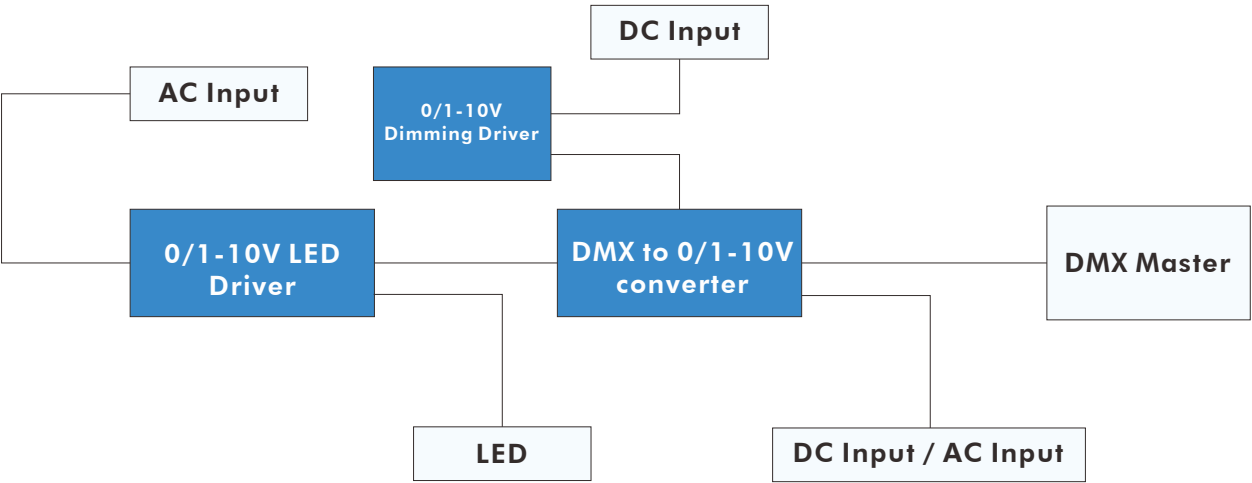 DC Input
AC Input
0/1-10V
Dimming Driver
0/1-10V LED
Driver
DMX to 0/1-10V
converter
DMX Master
LED
DC Input / AC Input